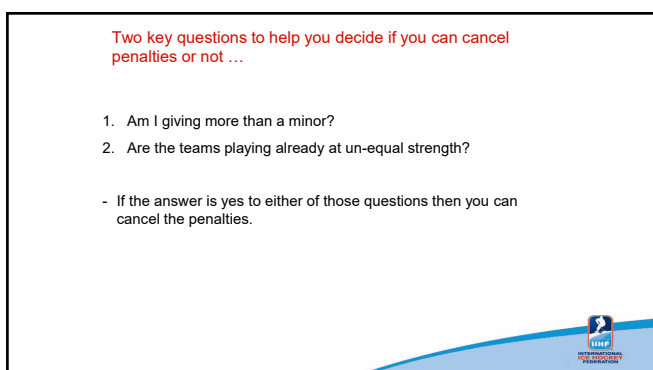 Two key questions to help you decide if you can cancel
penalties or not …
1. Am I giving more than a minor?
2. Are the teams playing already at un-equal strength?
- If the answer is yes to either of those questions then you can
cancel the penalties.
IIHF
INTERNATIONAL
ICE HOCKEY
FEDERATION